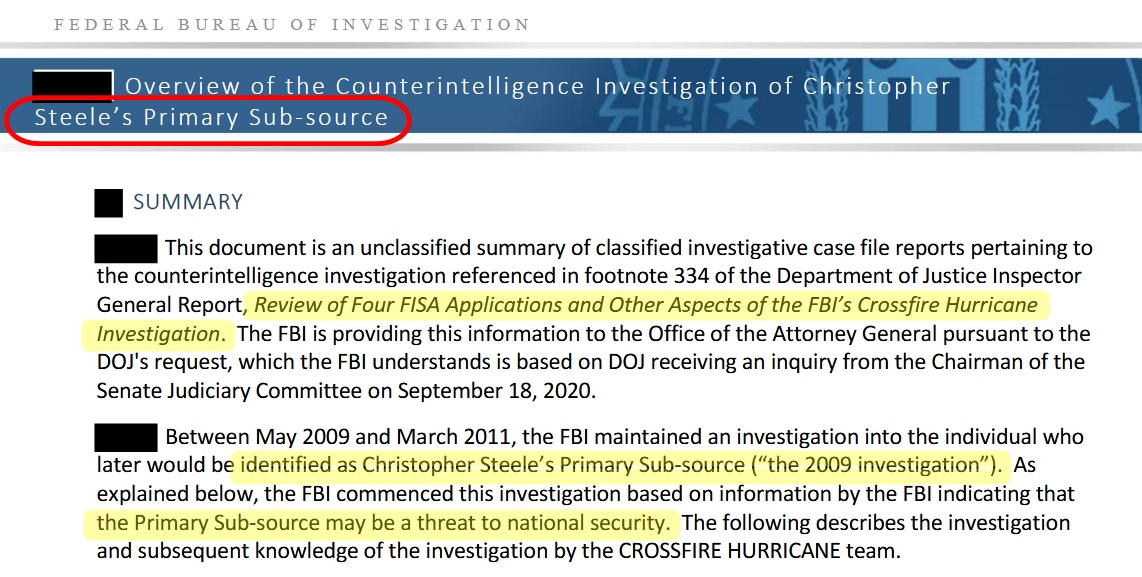 FEDERAL BUREAU OF INVESTIGATION
Overview of the Counterintelligence Investigation of Christopher
Steele's Primary Sub-source
SUMMARY
This document is an unclassified summary of classified investigative case file reports pertaining to
the counterintelligence investigation referenced in footnote 334 of the Department of Justice Inspector
General Report, Review of Four FISA Applications and Other Aspects of the FBI's Crossfire Hurricane
Investigation. The FBI is providing this information to the Office of the Attorney General pursuant to the
DOJ's request, which the FBI understands is based on DOJ receiving an inquiry from the Chairman of the
Senate Judiciary Committee on September 18, 2020.
Between May 2009 and March 2011, the FBI maintained an investigation into the individual who
later would be identified as Christopher Steele's Primary Sub-source (“the 2009 investigation”). As
explained below, the FBI commenced this investigation based on information by the FBI indicating that
the Primary Sub-source may be a threat to national security. The following describes the investigation
and subsequent knowledge of the investigation by the CROSSFIRE HURRICANE team.